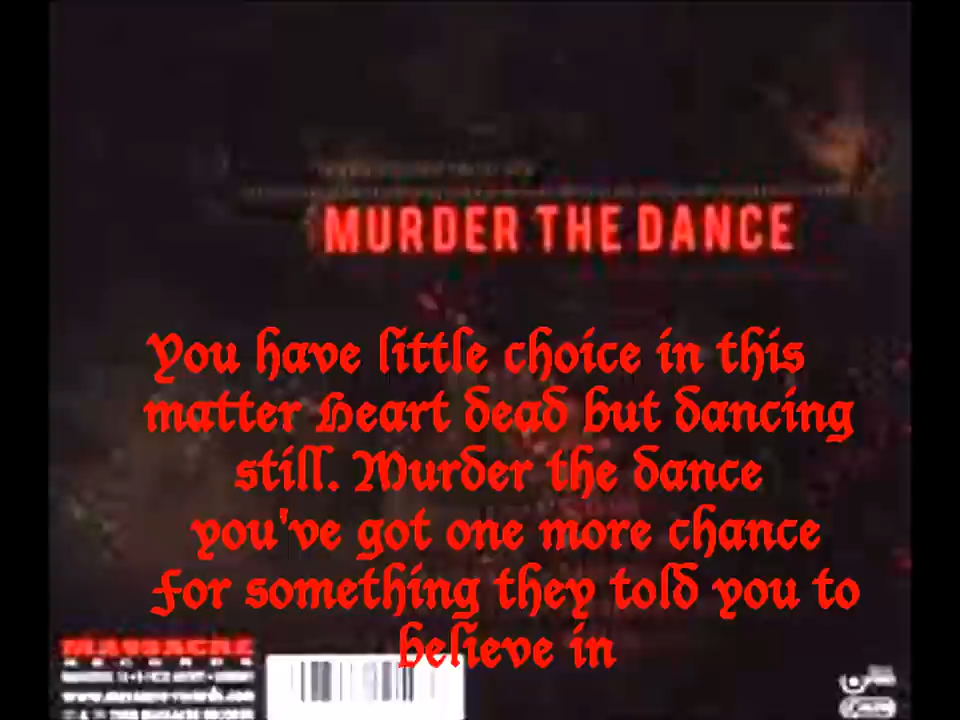 MURDER THE DANCE
You have little choice in this
matter Heart dead but dancing
still. Murder the dance
you've got one more chance
For something they told you to
believe in
MASSACRE
RECORDS